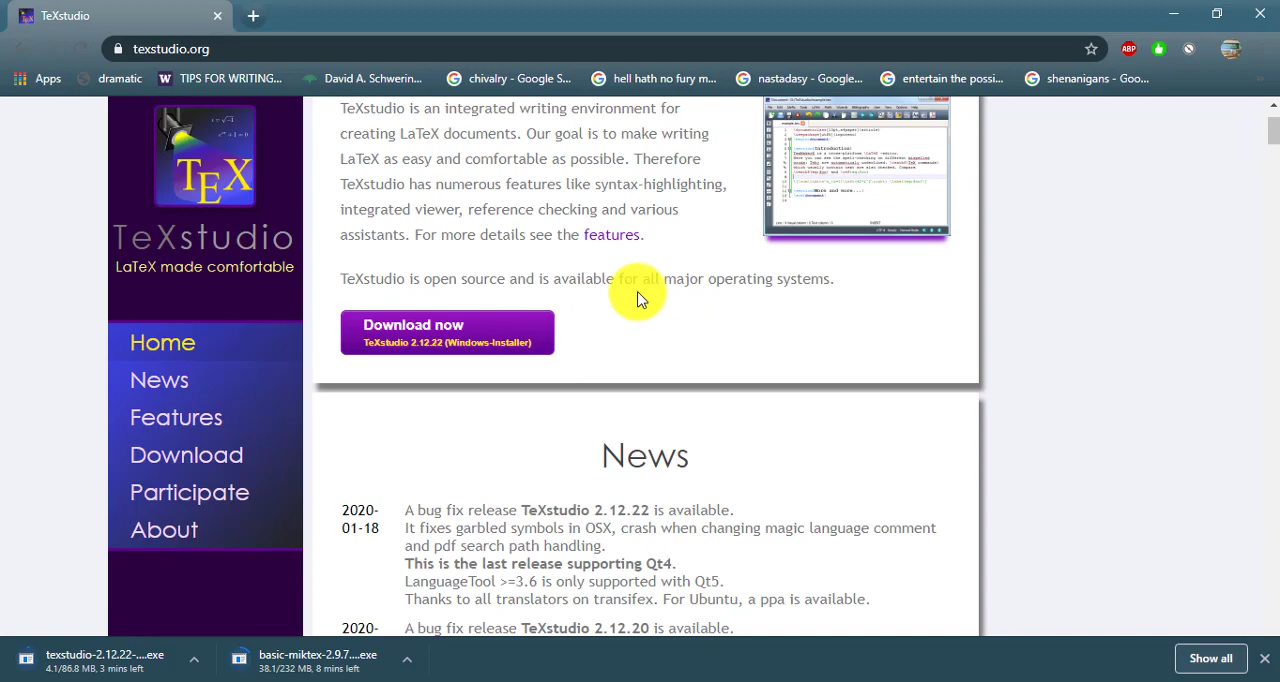 TeXstudio
texstudio.org
ABP
Apps
dramatic
W TIPS FOR WRITING...
David A. Schwerin...
chivalry - Google S...
hell hath no fury m...
nastadasy - Google...
entertain the possi...
shenanigans - Goo...
TeXstudio is an integrated writing environment for
creating LaTeX documents. Our goal is to make writing
LaTeX as easy and comfortable as possible. Therefore
TeXstudio has numerous features like syntax-highlighting,
integrated viewer, reference checking and various
assistants. For more details see the features.
TeXstudio is open source and is available for all major operating systems.
Download now
TeXstudio 2.12.22 (Windows-Installer)
TEX
TeXstudio
LaTeX made comfortable
Home
News
Features
Download
Participate
About
News
2020-
01-18
A bug fix release TeXstudio 2.12.22 is available.
It fixes garbled symbols in OSX, crash when changing magic language comment
and pdf search path handling.
This is the last release supporting Qt4.
LanguageTool >=3.6 is only supported with Qt5.
Thanks to all translators on transifex. For Ubuntu, a ppa is available.
2020-
A bug fix release TeXstudio 2.12.20 is available.
texstudio-2.12.22-....exe
4.1/86.8 MB, 3 mins left
basic-miktex-2.9.7....exe
38.1/232 MB, 8 mins left
Show all